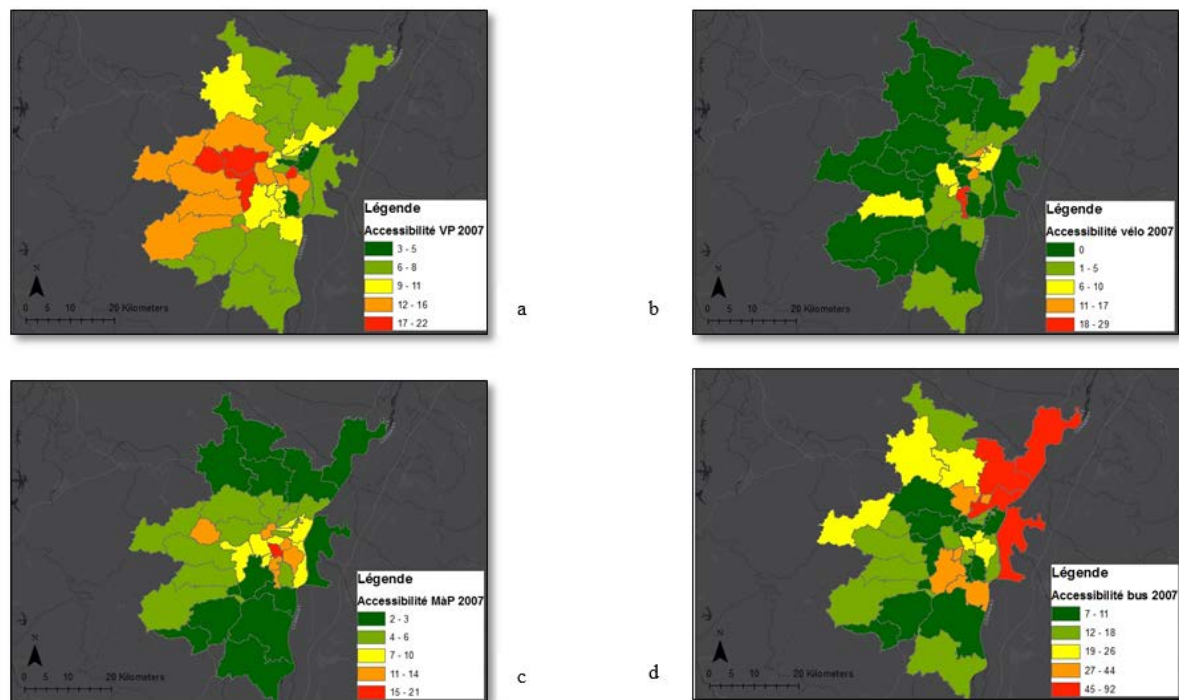 Légende
Accessibilité VP 2007
3 - 5
6 - 8
9 - 11
12 - 16
17 - 22
N
0 5 10 20 Kilometers
a
b
Légende
Accessibilité vélo 2007
0
1 - 5
6 - 10
11 - 17
18 - 29
N
0 5 10 20 Kilometers
Légende
Accessibilité MàP 2007
2 - 3
4 - 6
7 - 10
11 - 14
15 - 21
N
0 5 10 20 Kilometers
c
d
Légende
Accessibilité bus 2007
7 - 11
12 - 18
19 - 26
27 - 44
45 - 92
N
0 5 10 20 Kilometers